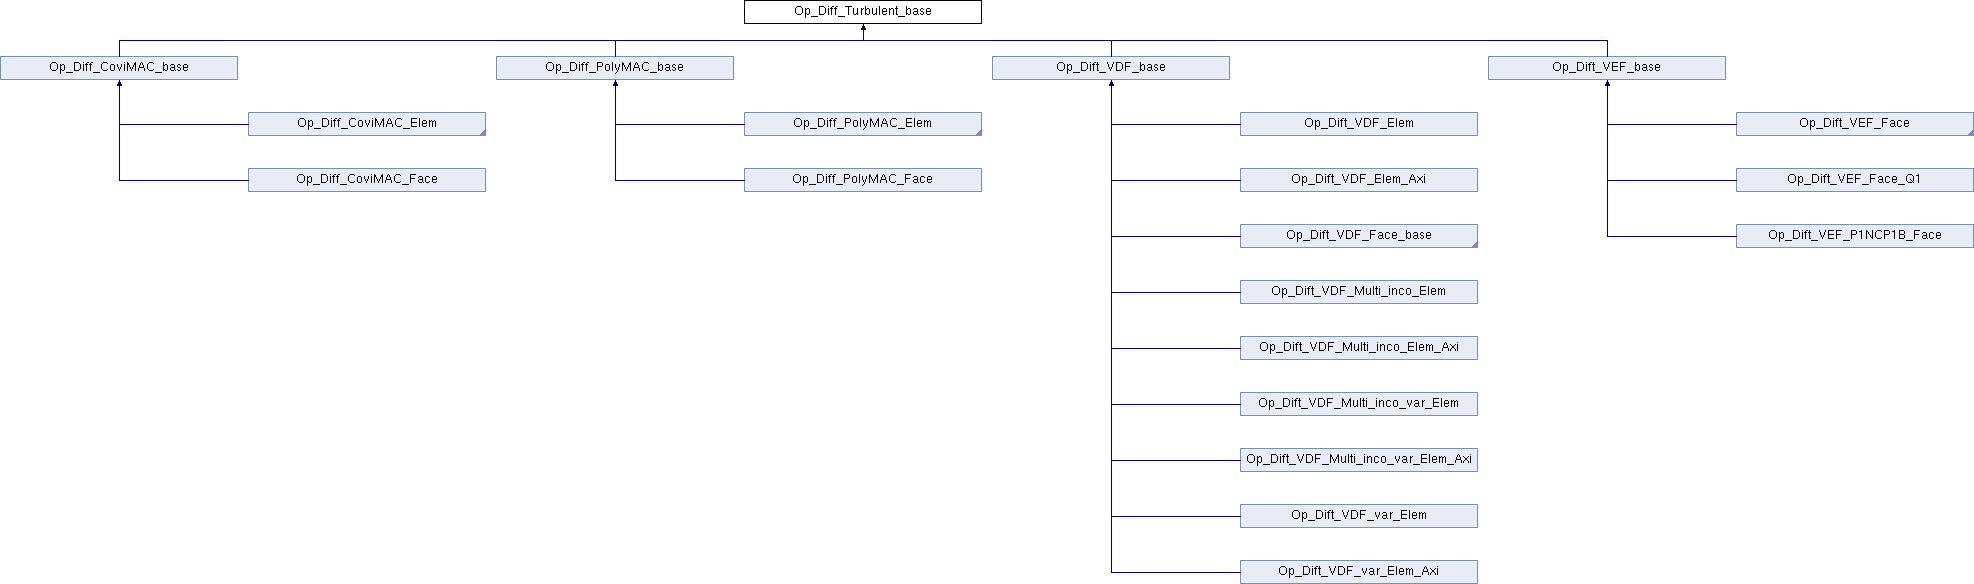 Op_Diff_Turbulent_base
Op_Diff_CoviMAC_base
Op_Diff_PolyMAC_base
Op_Dift_VDF_base
Op_Dift_VEF_base
Op_Diff_CoviMAC_Elem
Op_Diff_PolyMAC_Elem
Op_Dift_VDF_Elem
Op_Dift_VEF_Face
Op_Diff_CoviMAC_Face
Op_Diff_PolyMAC_Face
Op_Dift_VDF_Elem_Axi
Op_Dift_VEF_Face_Q1
Op_Dift_VDF_Face_base
Op_Dift_VEF_P1NCP1B_Face
Op_Dift_VDF_Multi_inco_Elem
Op_Dift_VDF_Multi_inco_Elem_Axi
Op_Dift_VDF_Multi_inco_var_Elem
Op_Dift_VDF_Multi_inco_var_Elem_Axi
Op_Dift_VDF_var_Elem
Op_Dift_VDF_var_Elem_Axi